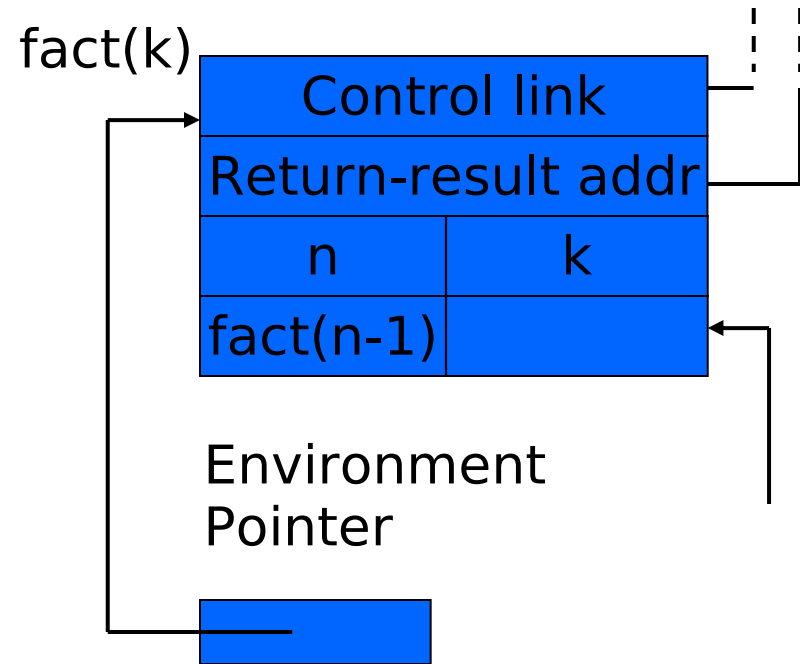 fact(k)
Control link
Return-result addr
n k
fact(n-1)
Environment
Pointer